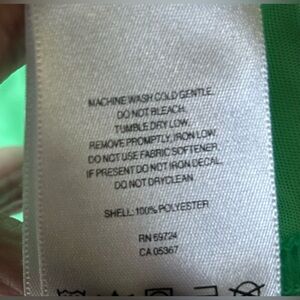 MACHINE WASH COLD GENTLE.
DO NOT BLEACH.
TUMBLE DRY LOW.
REMOVE PROMPTLY, IRON LOW
DO NOT USE FABRIC SOFTENER.
IF PRESENT DO NOT IRON DECAL.
DO NOT DRYCLEAN
SHELL: 100% POLYESTER
RN 69724
CA 05367